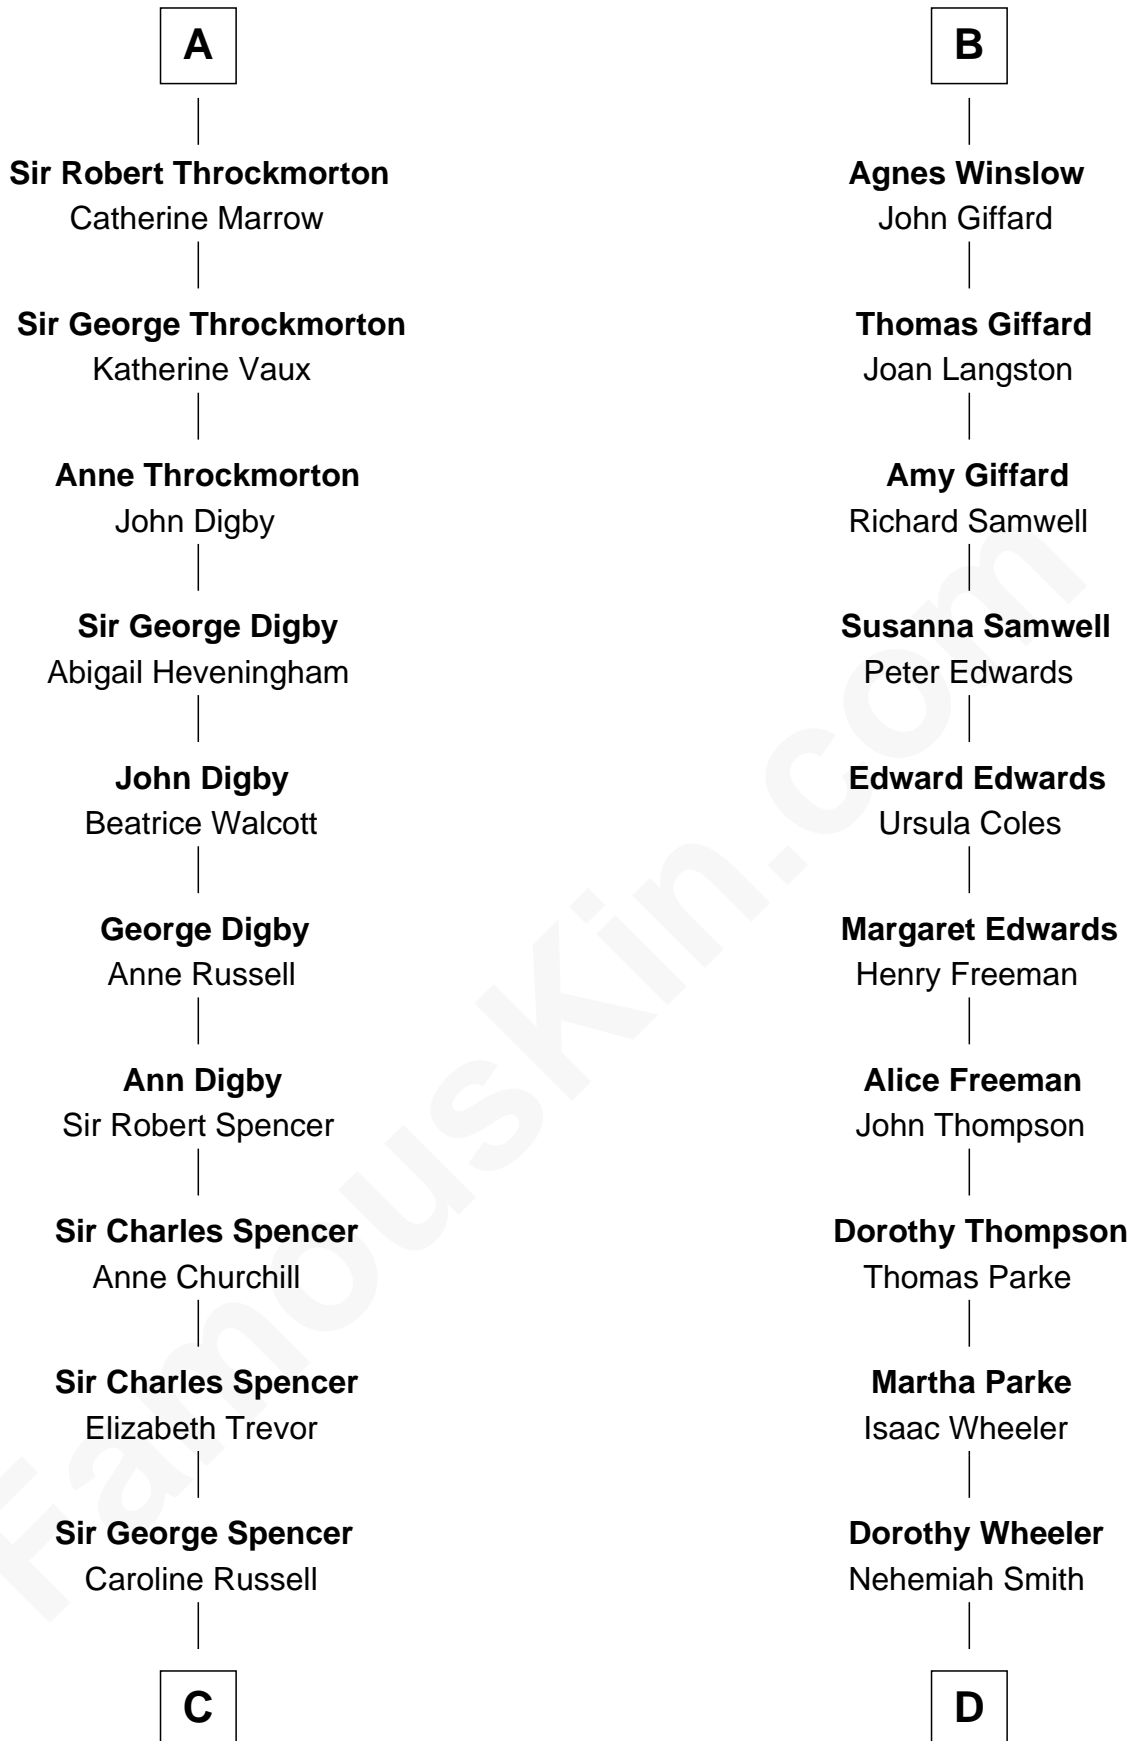 A
Sir Robert Throckmorton
Catherine Marrow
Sir George Throckmorton
Katherine Vaux
Anne Throckmorton
John Digby
Sir George Digby
Abigail Heveningham
John Digby
Beatrice Walcott
George Digby
Anne Russell
Ann Digby
Sir Robert Spencer
Sir Charles Spencer
Anne Churchill
Sir Charles Spencer
Elizabeth Trevor
Sir George Spencer
Caroline Russell
C
B
Agnes Winslow
John Giffard
Thomas Giffard
Joan Langston
Amy Giffard
Richard Samwell
Susanna Samwell
Peter Edwards
Edward Edwards
Ursula Coles
Margaret Edwards
Henry Freeman
Alice Freeman
John Thompson
Dorothy Thompson
Thomas Parke
Martha Parke
Isaac Wheeler
Dorothy Wheeler
Nehemiah Smith
D
FamousKin.com